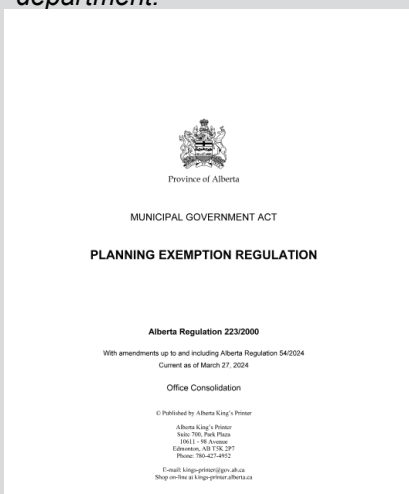 department.
Province of Alberta
MUNICIPAL GOVERNMENT ACT
PLANNING EXEMPTION REGULATION
Alberta Regulation 223/2000
With amendments up to and including Alberta Regulation 54/2024
Current as of March 27, 2024
Office Consolidation
© Published by Alberta King's Printer
Alberta King's Printer
Suite 700, Park Plaza
10611 - 98 Avenue
Edmonton, AB T5K 2P7
Phone: 780-427-4952
E-mail: kings-printer@gov.ab.ca
Shop on-line at kings-printer.alberta.ca